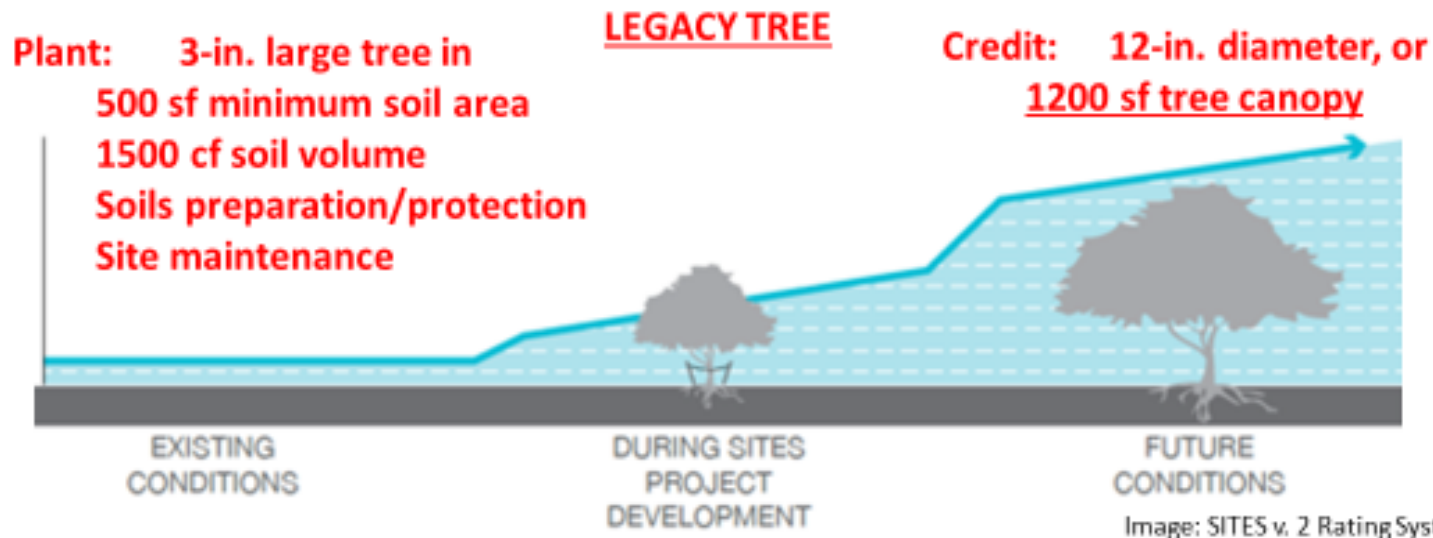 LEGACY TREE
Plant: 3-in. large tree in
500 sf minimum soil area
1500 cf soil volume
Soils preparation/protection
Site maintenance
Credit: 12-in. diameter, or
1200 sf tree canopy
EXISTING
CONDITIONS
DURING SITES
PROJECT
DEVELOPMENT
FUTURE
CONDITIONS
Image: SITES v. 2 Rating Syst